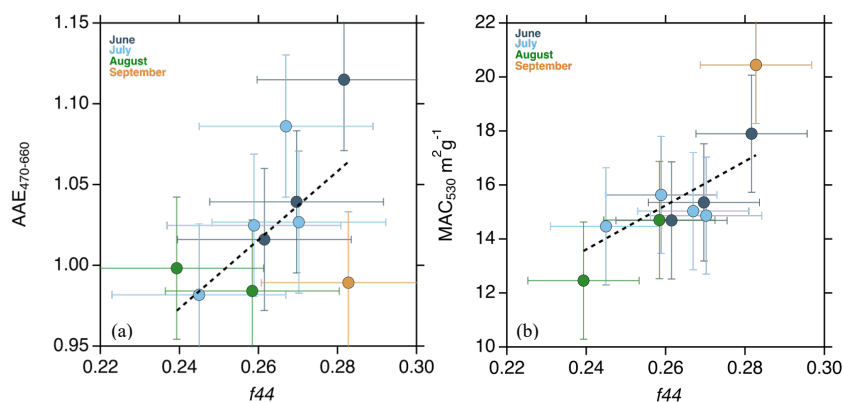 1.15
1.10
1.05
1.00
0.95
AAE470-660
June
July
August
September
(a)
0.22 0.24 0.26 0.28 0.30
f44
22
20
18
16
14
12
10
MAC530 m2g-1
June
July
August
September
(b)
0.22 0.24 0.26 0.28 0.30
f44